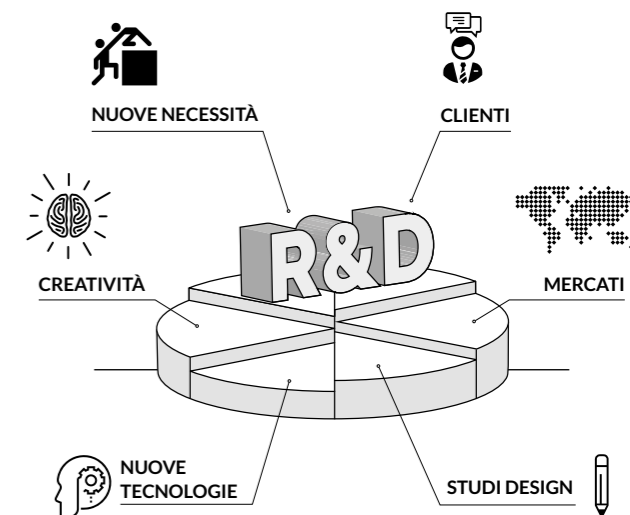 NUOVE NECESSITÀ
CLIENTI
R&D
CREATIVITÀ
MERCATI
NUOVE
TECNOLOGIE
STUDI DESIGN